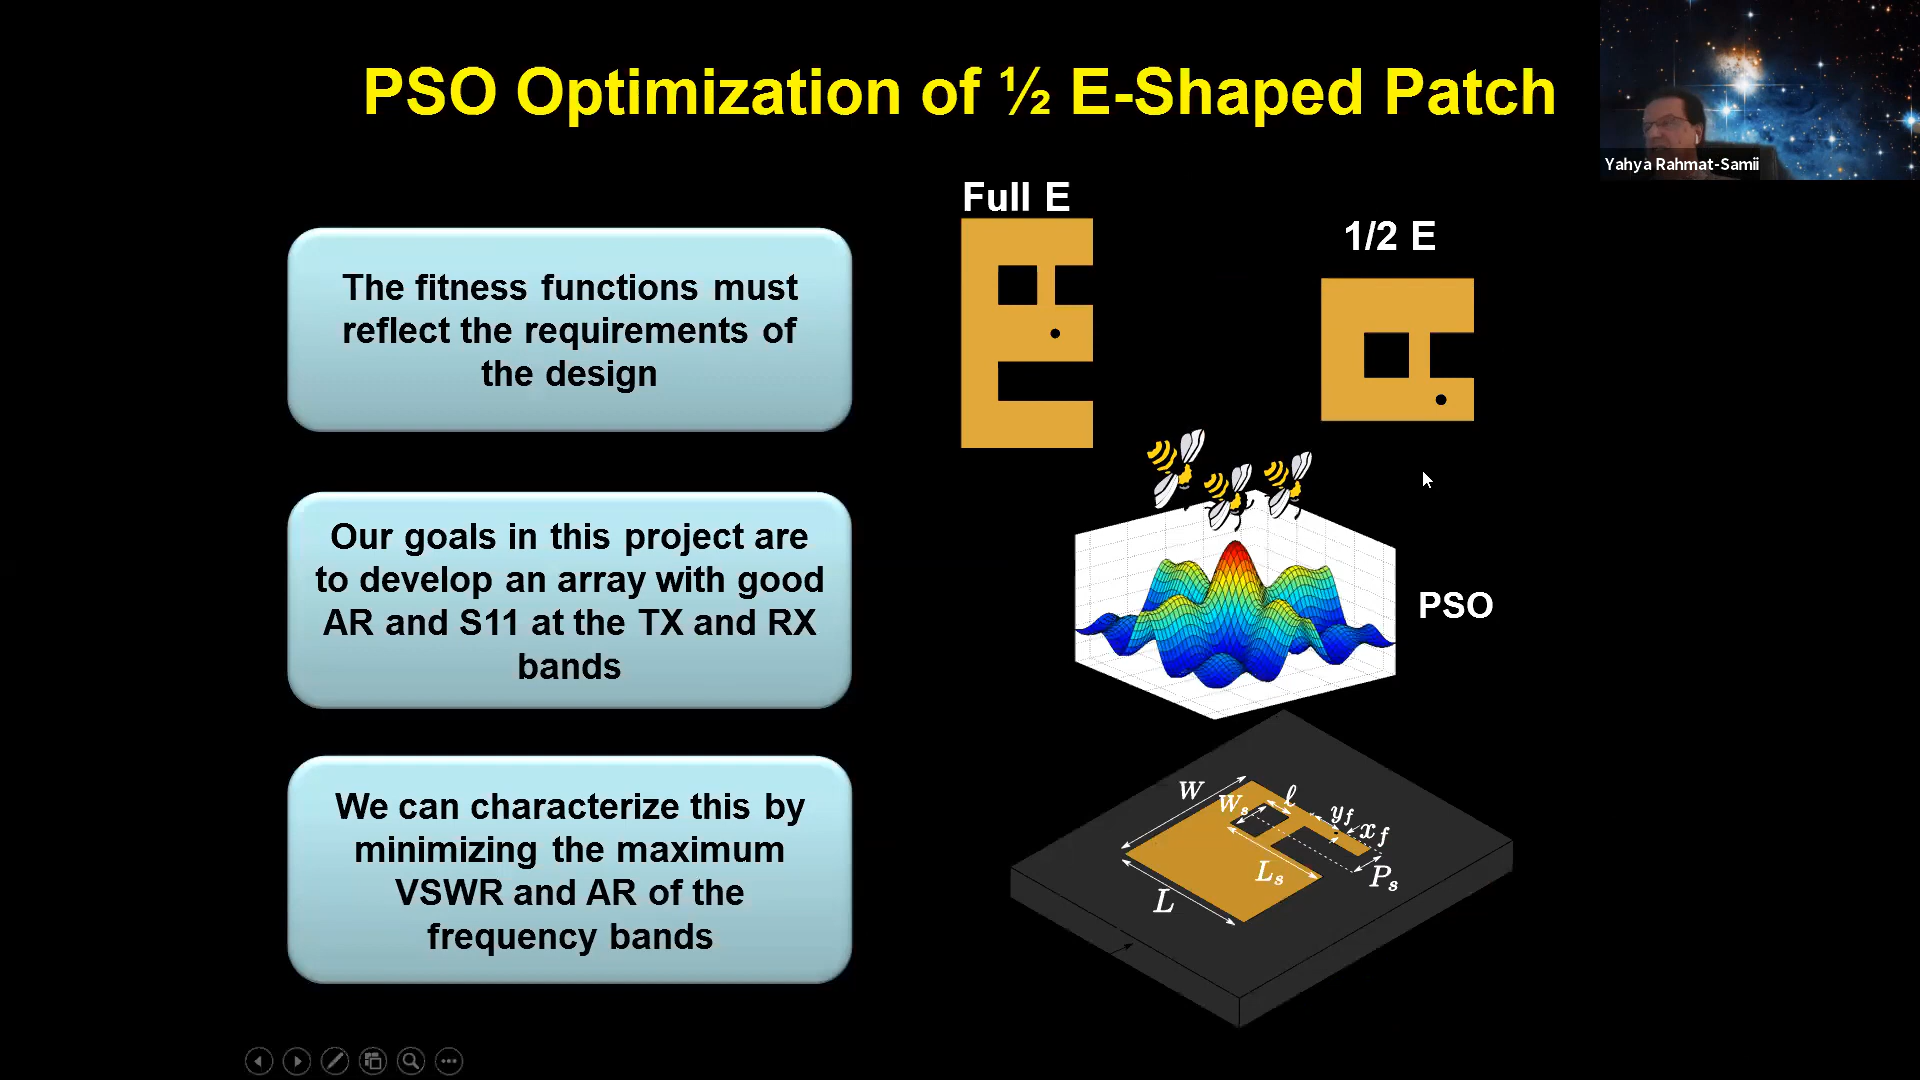 PSO Optimization of ½ E-Shaped Patch
Yahya Rahmat-Samii
The fitness functions must
reflect the requirements of
the design
Our goals in this project are
to develop an array with good
AR and S11 at the TX and RX
bands
We can characterize this by
minimizing the maximum
VSWR and AR of the
frequency bands
Full E
1/2 E
PSO
W
Ws
ℓ
yf
xf
Ls
Ps
L